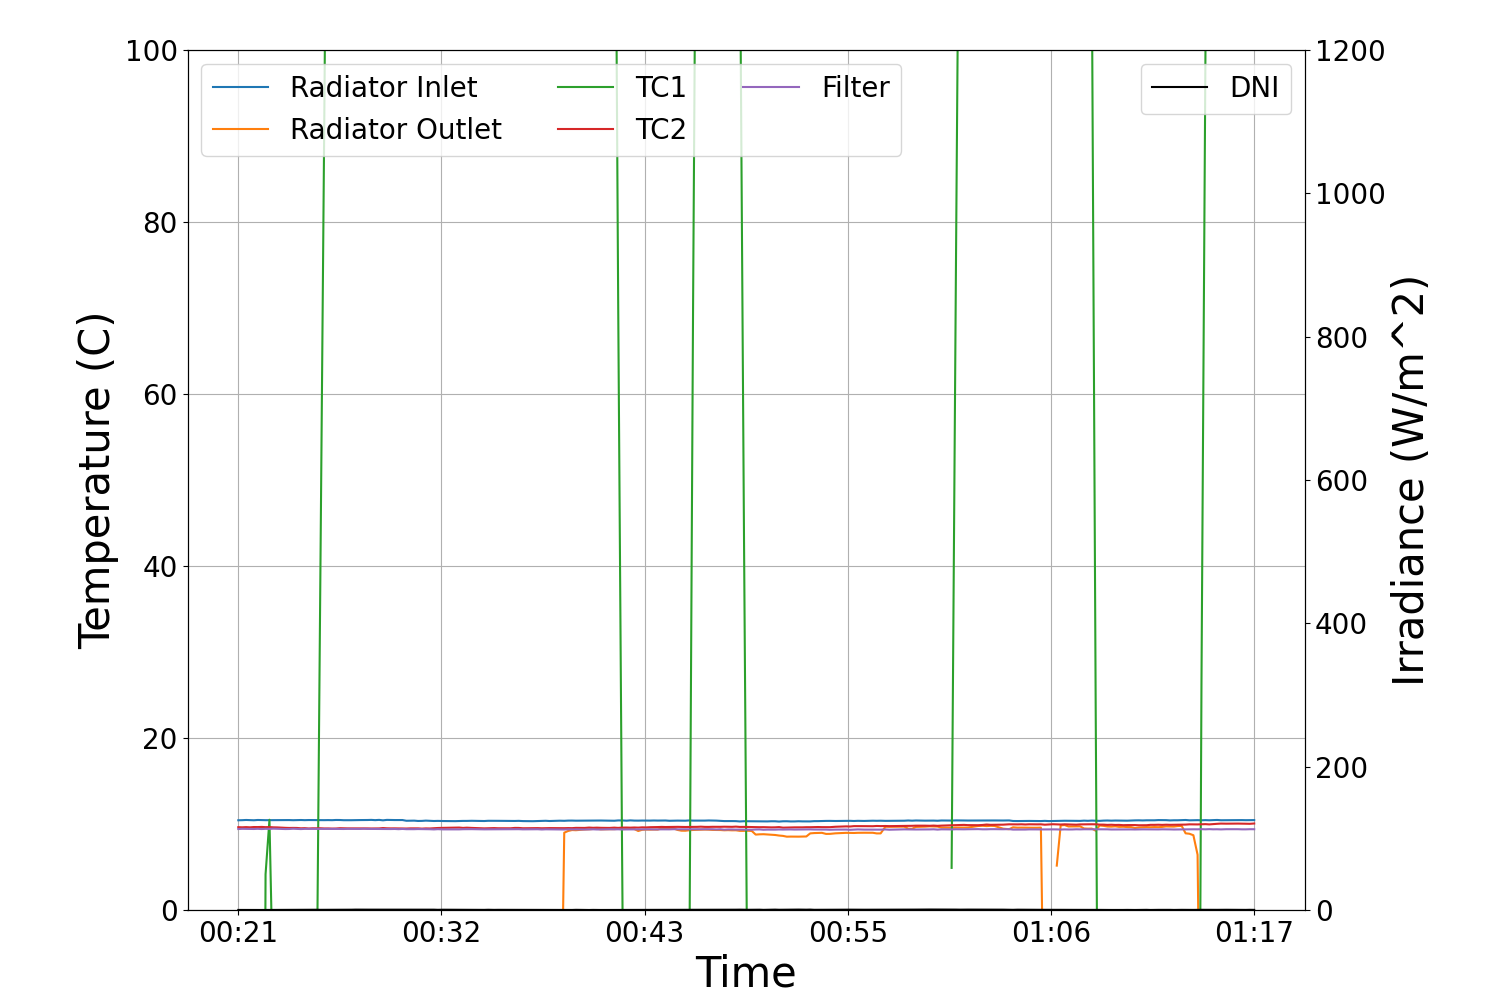 Radiator Inlet
Radiator Outlet
TC1
TC2
Filter
DNI
100
80
60
40
20
0
Temperature (C)
1200
1000
800
600
400
200
0
Irradiance (W/m^2)
00:21
00:32
00:43
00:55
01:06
01:17
Time